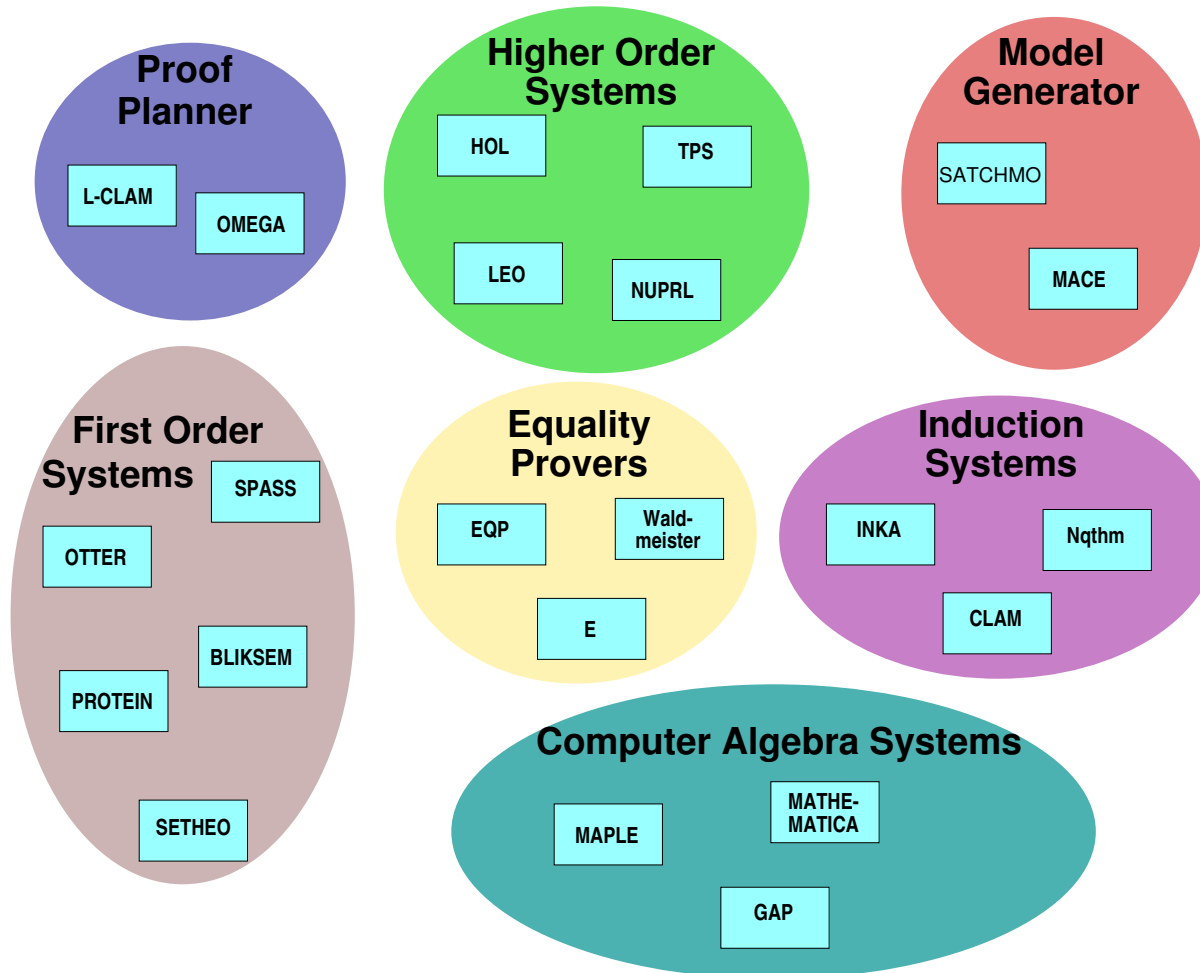 Proof
Planner
L-CLAM
OMEGA
Higher Order
Systems
HOL
TPS
LEO
NUPRL
Model
Generator
SATCHMO
MACE
First Order
Systems
SPASS
OTTER
BLIKSEM
PROTEIN
SETHEO
Equality
Provers
EQP
Wald-
meister
E
Induction
Systems
INKA
Nqthm
CLAM
Computer Algebra Systems
MAPLE
MATHE-
MATICA
GAP